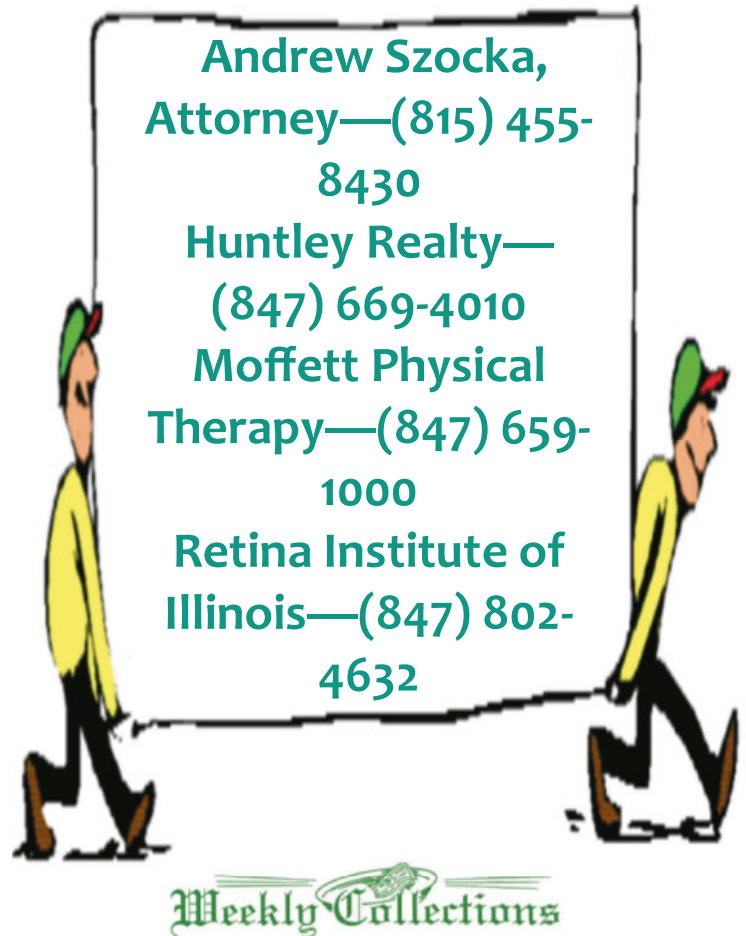 Andrew Szocka,
Attorney—(815) 455-
8430
Huntley Realty—
(847) 669-4010
Moffett Physical
Therapy—(847) 659-
1000
Retina Institute of
Illinois—(847) 802-
4632
Weekly Collections